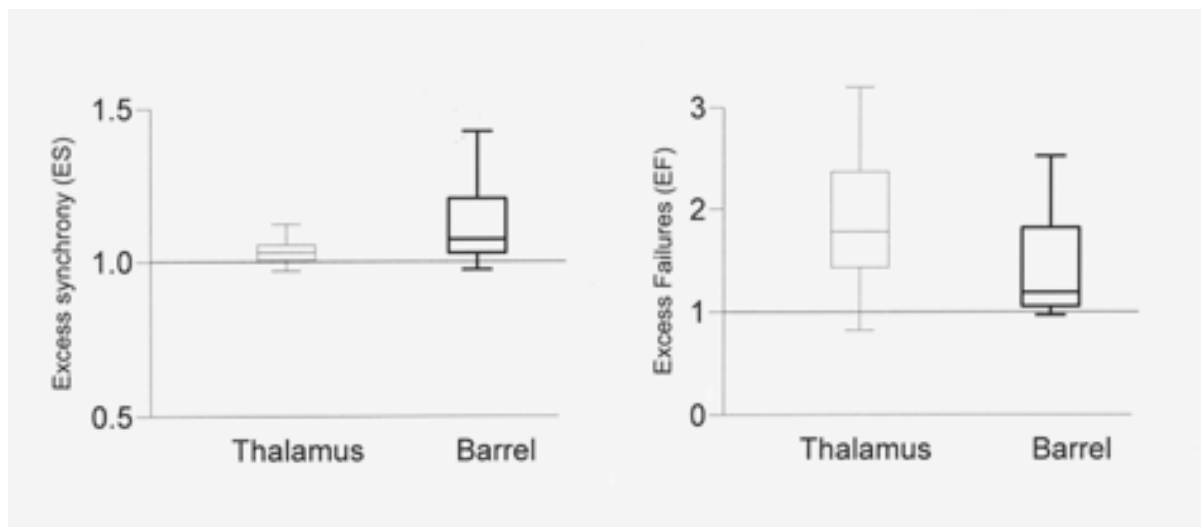 Excess synchrony (ES)
1.5
1.0
0.5
Thalamus Barrel
Excess Failures (EF)
3
2
1
0
Thalamus Barrel